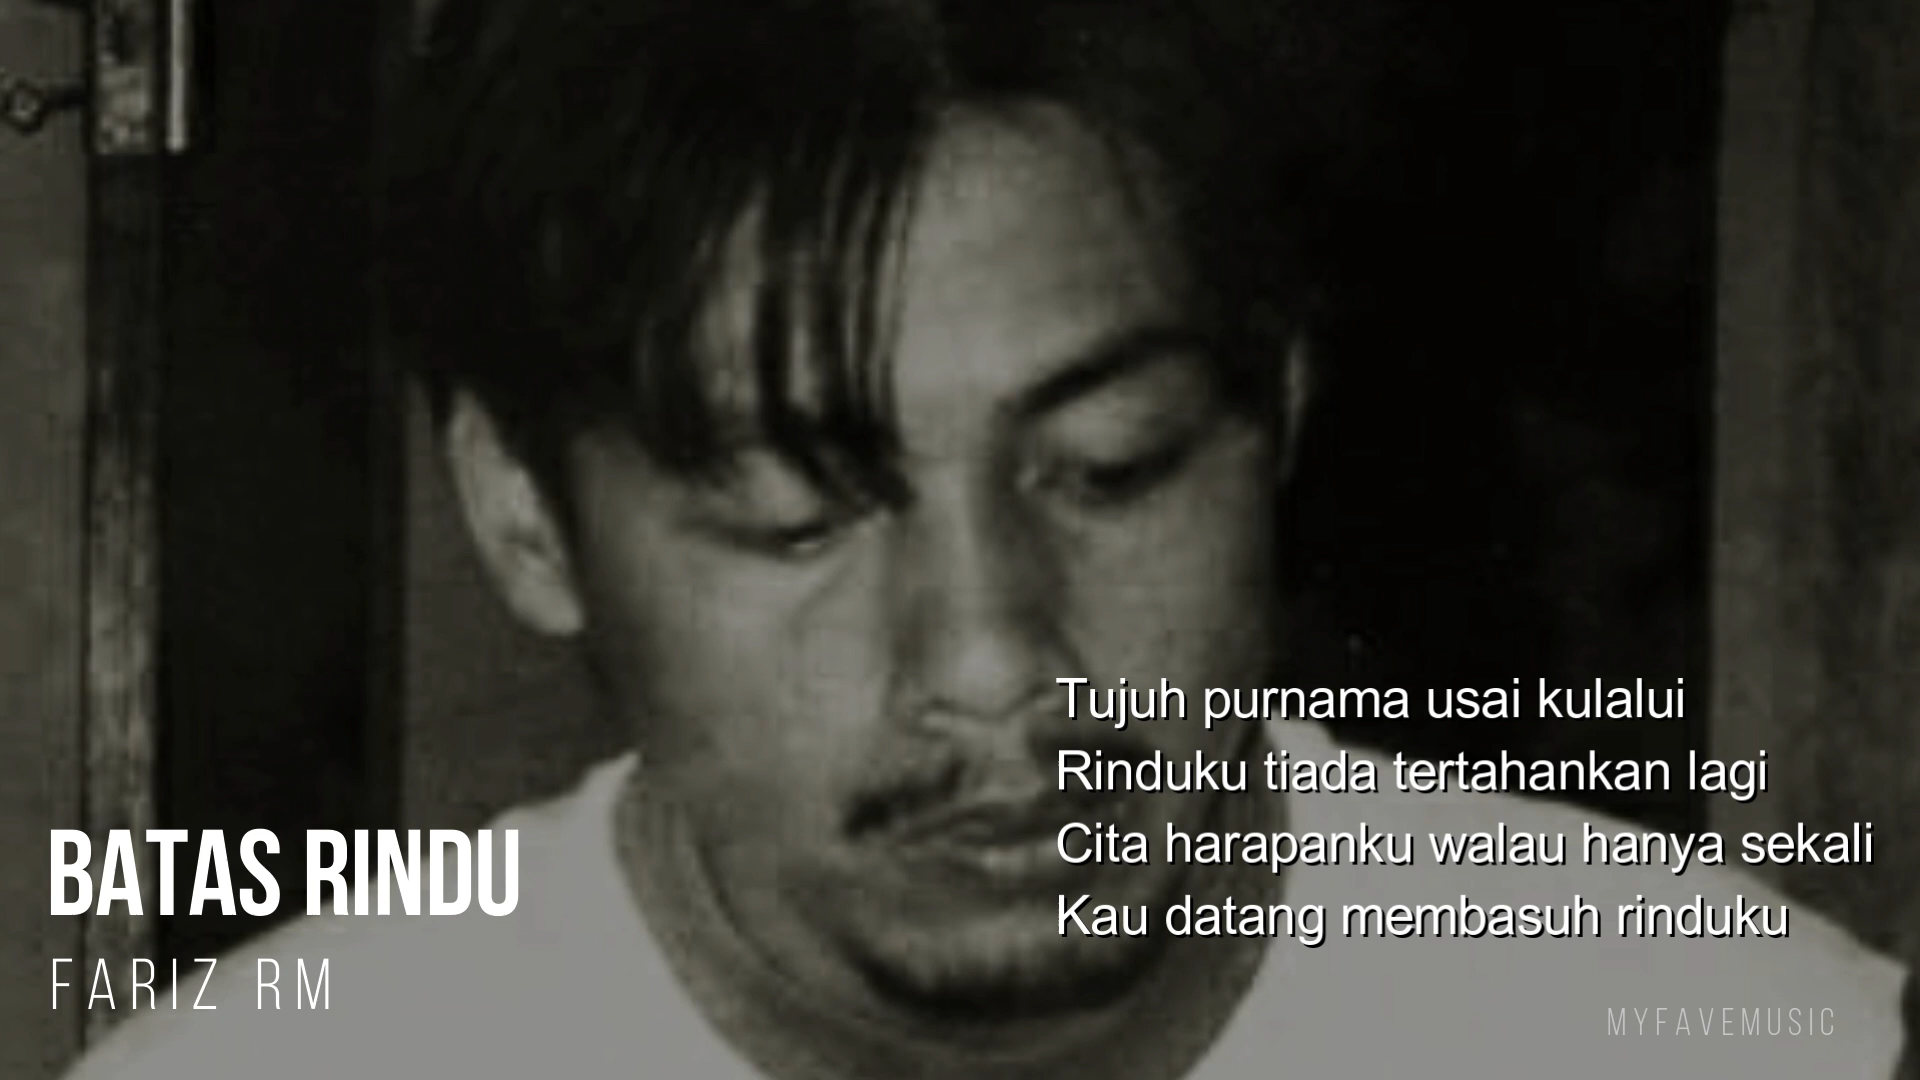 Tujuh purnama usai kulalui
Rinduku tiada tertahankan lagi
Cita harapanku walau hanya sekali
Kau datang membasuh rinduku
BATAS RINDU
FARIZ RM
MYFAVEMUSIC